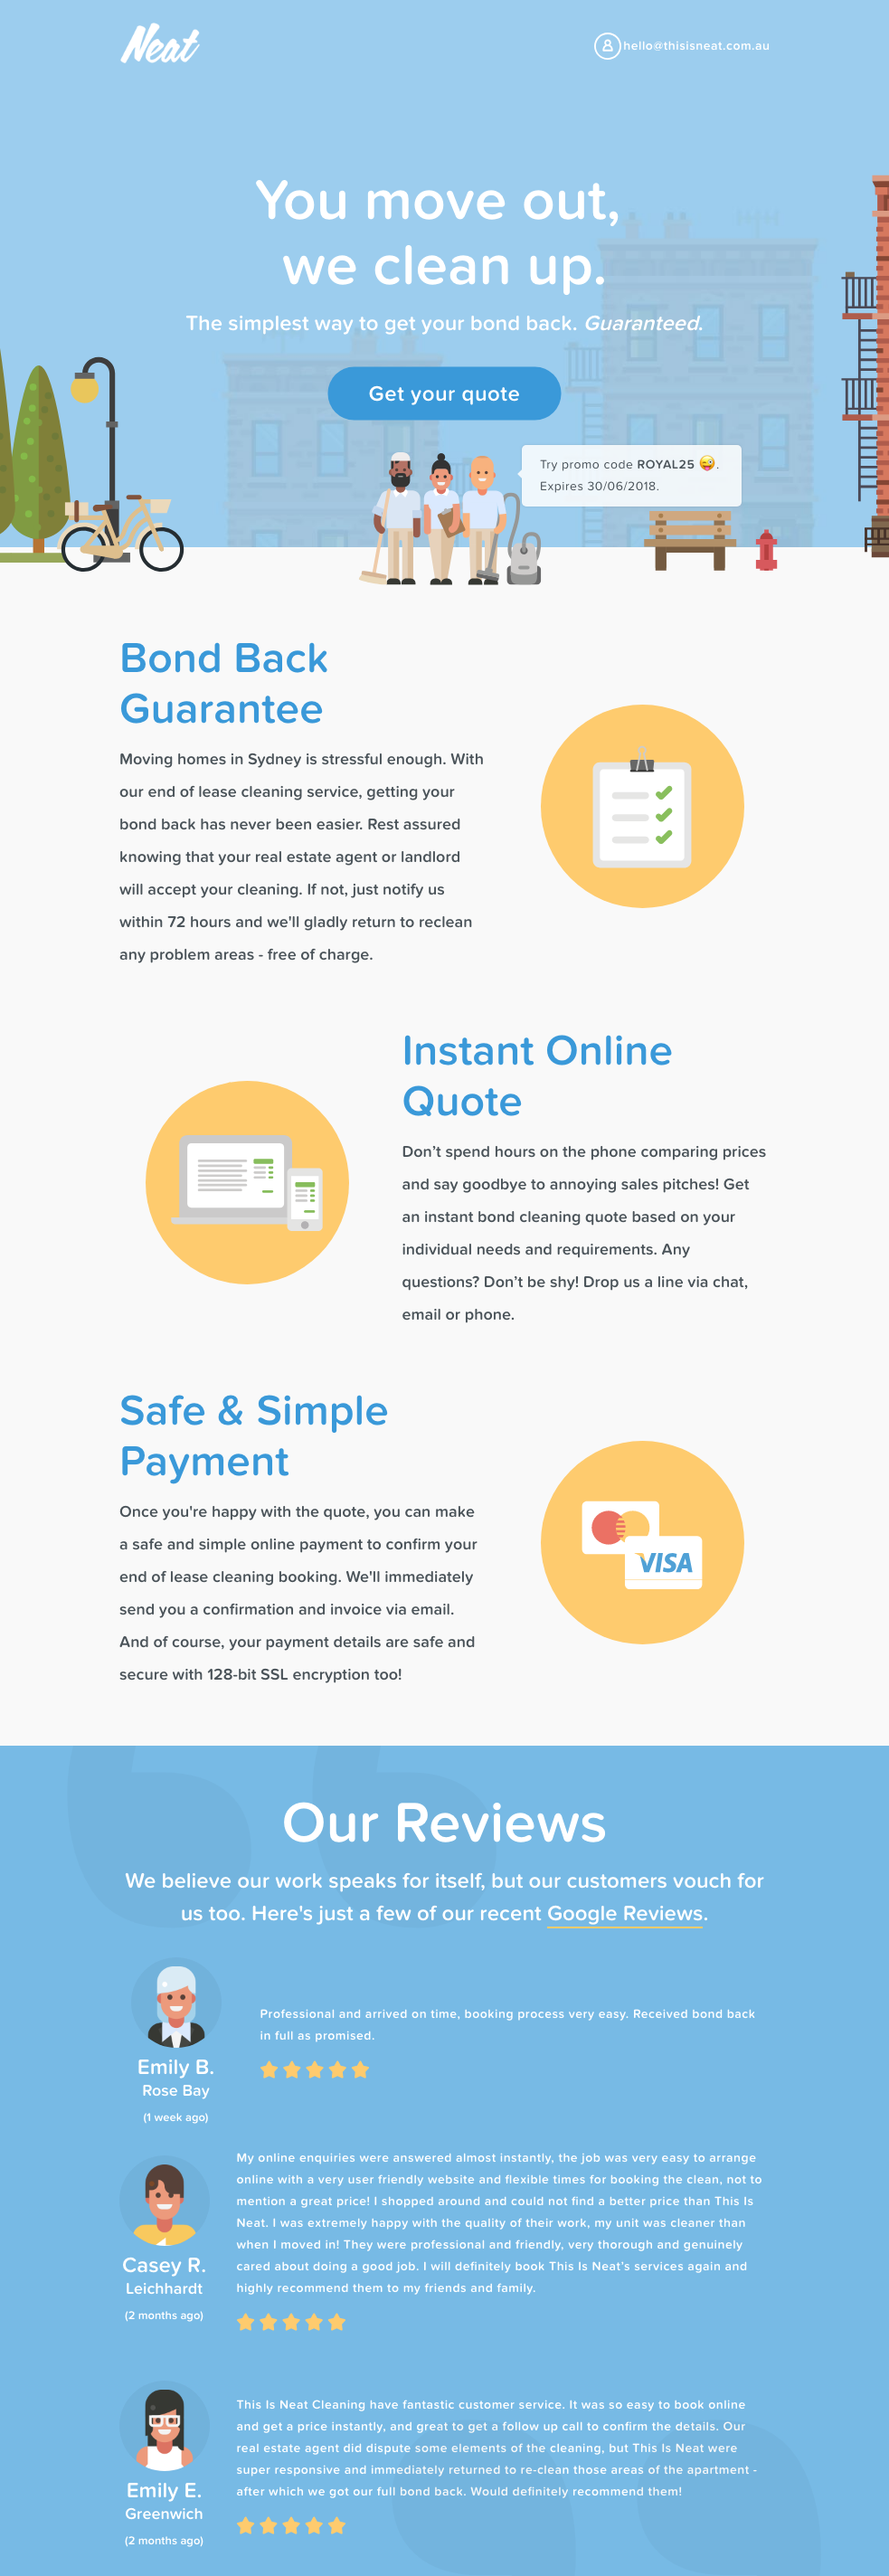 Neat
hello@thisisneat.com.au
You move out,
we clean up.
The simplest way to get your bond back. Guaranteed.
Get your quote
Try promo code ROYAL25 😜.
Expires 30/06/2018.
Bond Back
Guarantee
Moving homes in Sydney is stressful enough. With
our end of lease cleaning service, getting your
bond back has never been easier. Rest assured
knowing that your real estate agent or landlord
will accept your cleaning. If not, just notify us
within 72 hours and we'll gladly return to reclean
any problem areas - free of charge.
Instant Online
Quote
Don’t spend hours on the phone comparing prices
and say goodbye to annoying sales pitches! Get
an instant bond cleaning quote based on your
individual needs and requirements. Any
questions? Don’t be shy! Drop us a line via chat,
email or phone.
Safe & Simple
Payment
Once you're happy with the quote, you can make
a safe and simple online payment to confirm your
end of lease cleaning booking. We'll immediately
send you a confirmation and invoice via email.
And of course, your payment details are safe and
secure with 128-bit SSL encryption too!
VISA
Our Reviews
We believe our work speaks for itself, but our customers vouch for
us too. Here's just a few of our recent Google Reviews.
Emily B.
Rose Bay
(1 week ago)
Professional and arrived on time, booking process very easy. Received bond back
in full as promised.
Casey R.
Leichhardt
(2 months ago)
My online enquiries were answered almost instantly, the job was very easy to arrange
online with a very user friendly website and flexible times for booking the clean, not to
mention a great price! I shopped around and could not find a better price than This Is
Neat. I was extremely happy with the quality of their work, my unit was cleaner than
when I moved in! They were professional and friendly, very thorough and genuinely
cared about doing a good job. I will definitely book This Is Neat’s services again and
highly recommend them to my friends and family.
Emily E.
Greenwich
(2 months ago)
This Is Neat Cleaning have fantastic customer service. It was so easy to book online
and get a price instantly, and great to get a follow up call to confirm the details. Our
real estate agent did dispute some elements of the cleaning, but This Is Neat were
super responsive and immediately returned to re-clean those areas of the apartment -
after which we got our full bond back. Would definitely recommend them!